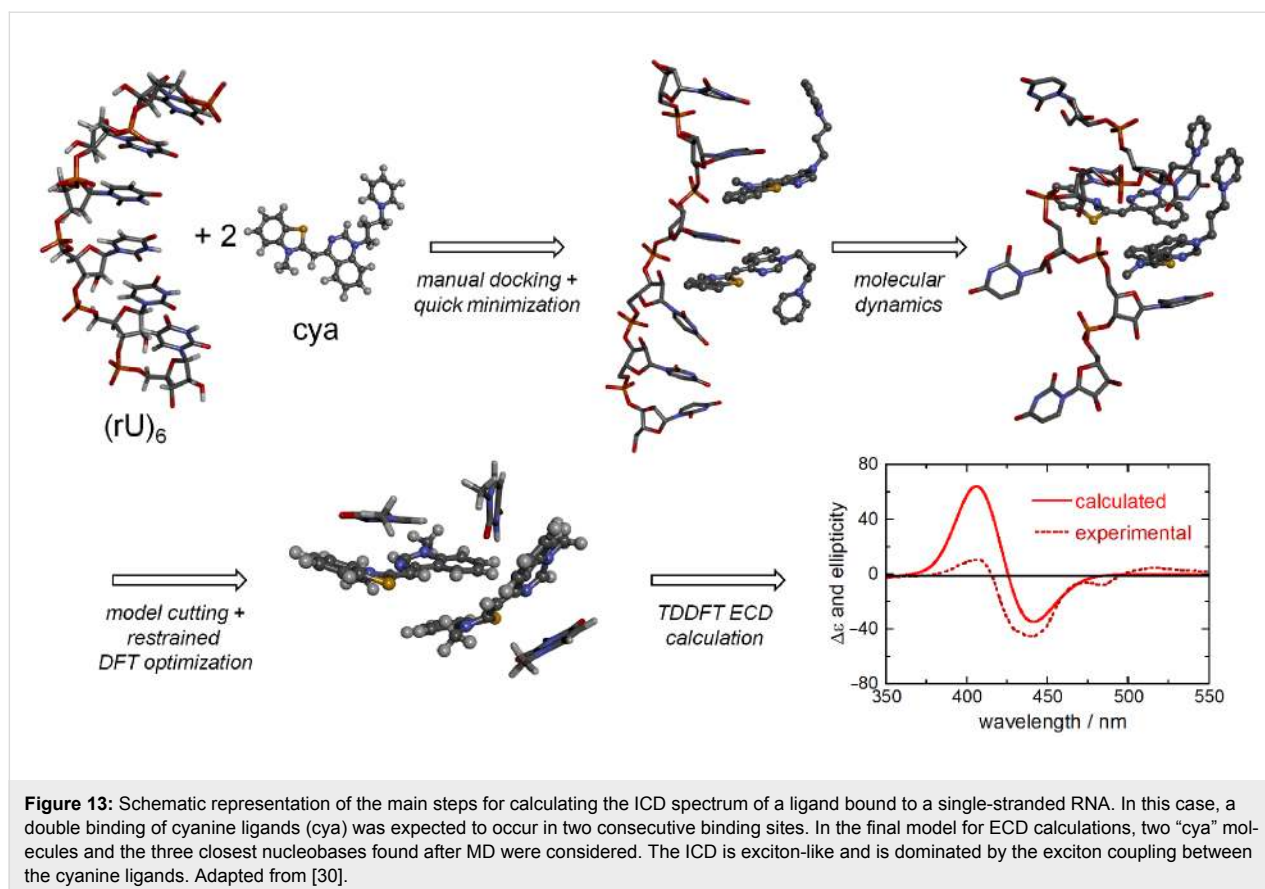 + 2
cya
(rU)6
manual docking +
quick minimization
molecular
dynamics
model cutting +
restrained
DFT optimization
TDDFT ECD
calculation
80
40
0
−40
−80
Δε and ellipticity
calculated
experimental
350 400 450 500 550
wavelength / nm
Figure 13: Schematic representation of the main steps for calculating the ICD spectrum of a ligand bound to a single-stranded RNA. In this case, a
double binding of cyanine ligands (cya) was expected to occur in two consecutive binding sites. In the final model for ECD calculations, two “cya” mol-
ecules and the three closest nucleobases found after MD were considered. The ICD is exciton-like and is dominated by the exciton coupling between
the cyanine ligands. Adapted from [30].